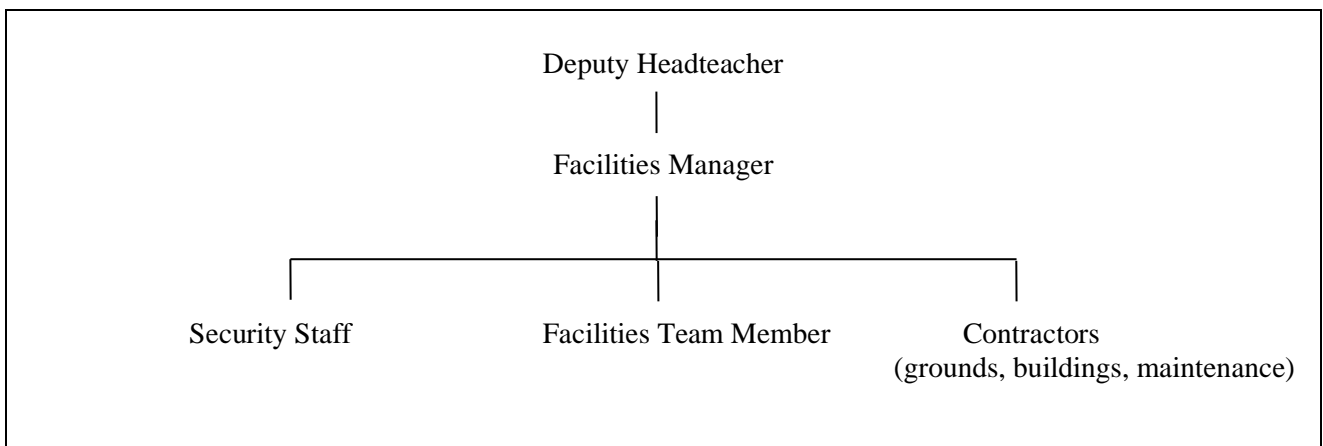 Deputy Headteacher
Facilities Manager
Security Staff
Facilities Team Member
Contractors
(grounds, buildings, maintenance)